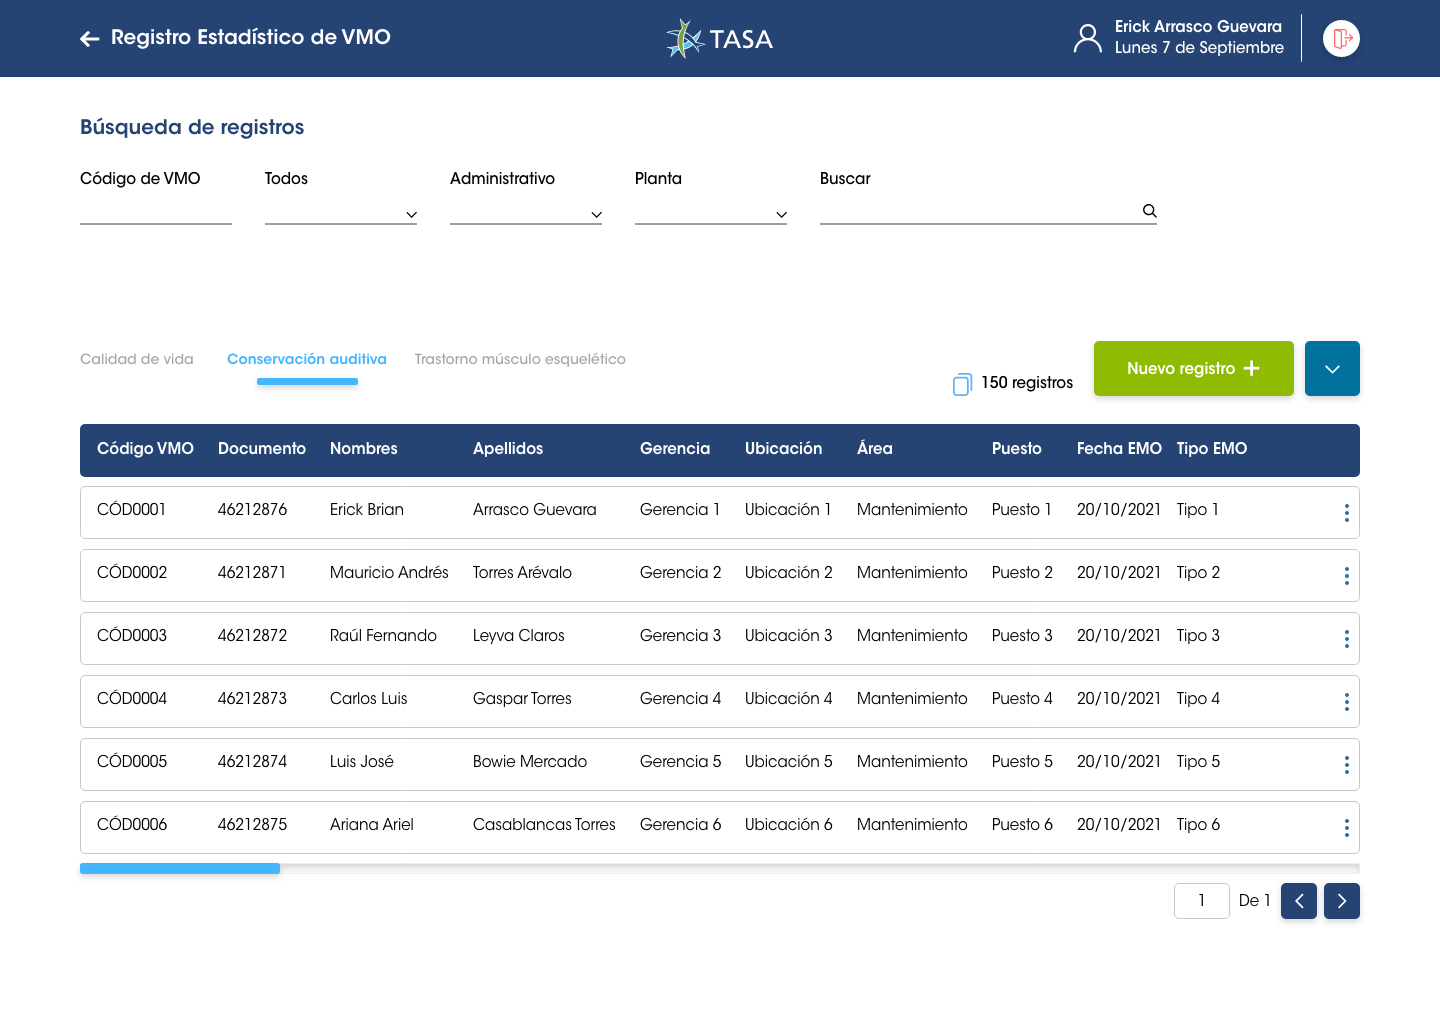 Registro Estadístico de VMO
TASA
Erick Arrasco Guevara
Lunes 7 de Septiembre
Búsqueda de registros
Código de VMO Todos Administrativo Planta Buscar
Calidad de vida Conservación auditiva Trastorno músculo esquelético
150 registros
Nuevo registro
Código VMO Documento Nombres Apellidos Gerencia Ubicación Área Puesto Fecha EMO Tipo EMO
CÓD0001 46212876 Erick Brian Arrasco Guevara Gerencia 1 Ubicación 1 Mantenimiento Puesto 1 20/10/2021 Tipo 1
CÓD0002 46212871 Mauricio Andrés Torres Arévalo Gerencia 2 Ubicación 2 Mantenimiento Puesto 2 20/10/2021 Tipo 2
CÓD0003 46212872 Raúl Fernando Leyva Claros Gerencia 3 Ubicación 3 Mantenimiento Puesto 3 20/10/2021 Tipo 3
CÓD0004 46212873 Carlos Luis Gaspar Torres Gerencia 4 Ubicación 4 Mantenimiento Puesto 4 20/10/2021 Tipo 4
CÓD0005 46212874 Luis José Bowie Mercado Gerencia 5 Ubicación 5 Mantenimiento Puesto 5 20/10/2021 Tipo 5
CÓD0006 46212875 Ariana Ariel Casablancas Torres Gerencia 6 Ubicación 6 Mantenimiento Puesto 6 20/10/2021 Tipo 6
1 De 1